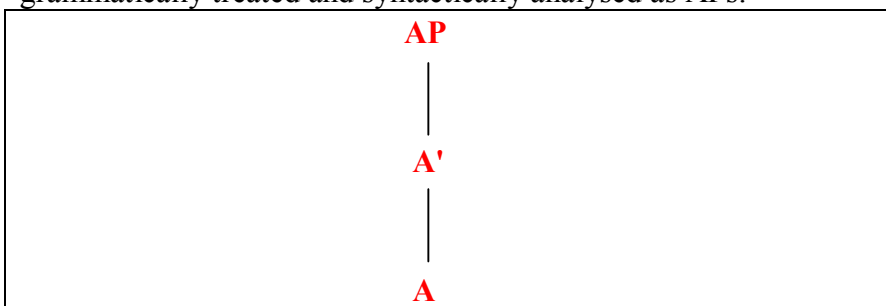 grammatically treated and syntactically analysed as APs.
AP
A'
A